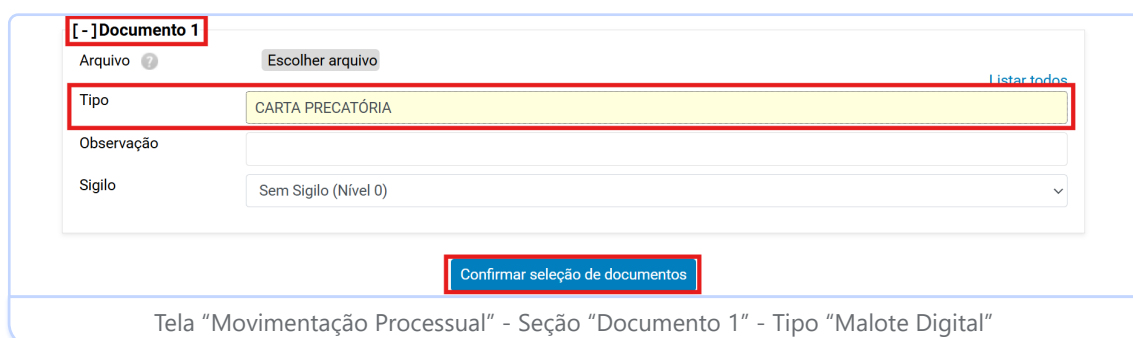 [ - ]Documento 1
Arquivo ? Escolher arquivo
Listar todos
Tipo CARTA PRECATÓRIA
Observação
Sigilo Sem Sigilo (Nível 0)
Confirmar seleção de documentos
Tela “Movimentação Processual” - Seção “Documento 1” - Tipo “Malote Digital”